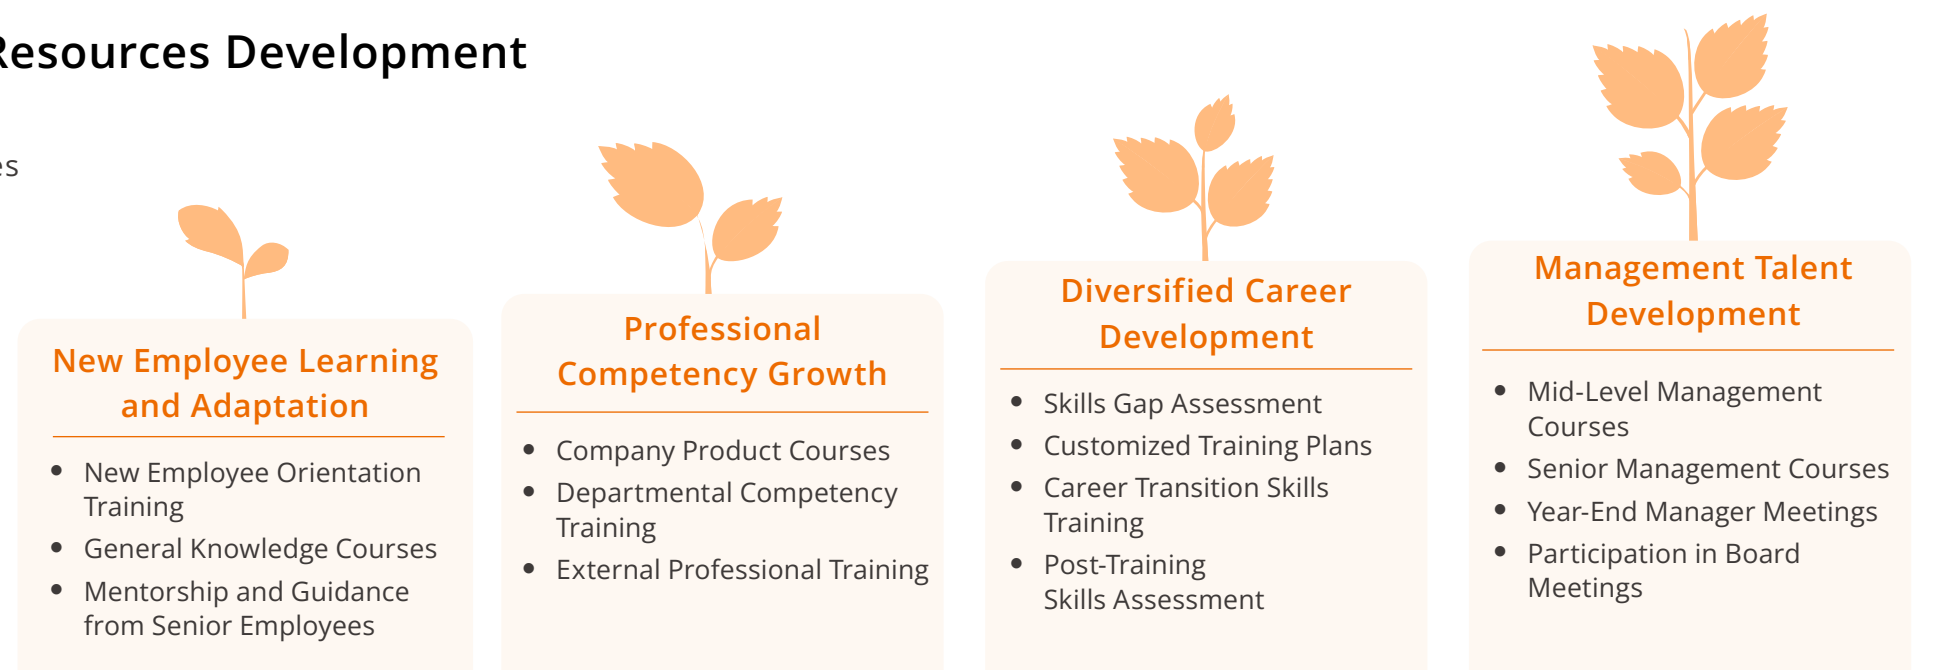 Resources Development
es
New Employee Learning
and Adaptation
• New Employee Orientation
Training
• General Knowledge Courses
• Mentorship and Guidance
from Senior Employees
Professional
Competency Growth
• Company Product Courses
• Departmental Competency
Training
• External Professional Training
Diversified Career
Development
• Skills Gap Assessment
• Customized Training Plans
• Career Transition Skills
Training
• Post-Training
Skills Assessment
Management Talent
Development
• Mid-Level Management
Courses
• Senior Management Courses
• Year-End Manager Meetings
• Participation in Board
Meetings